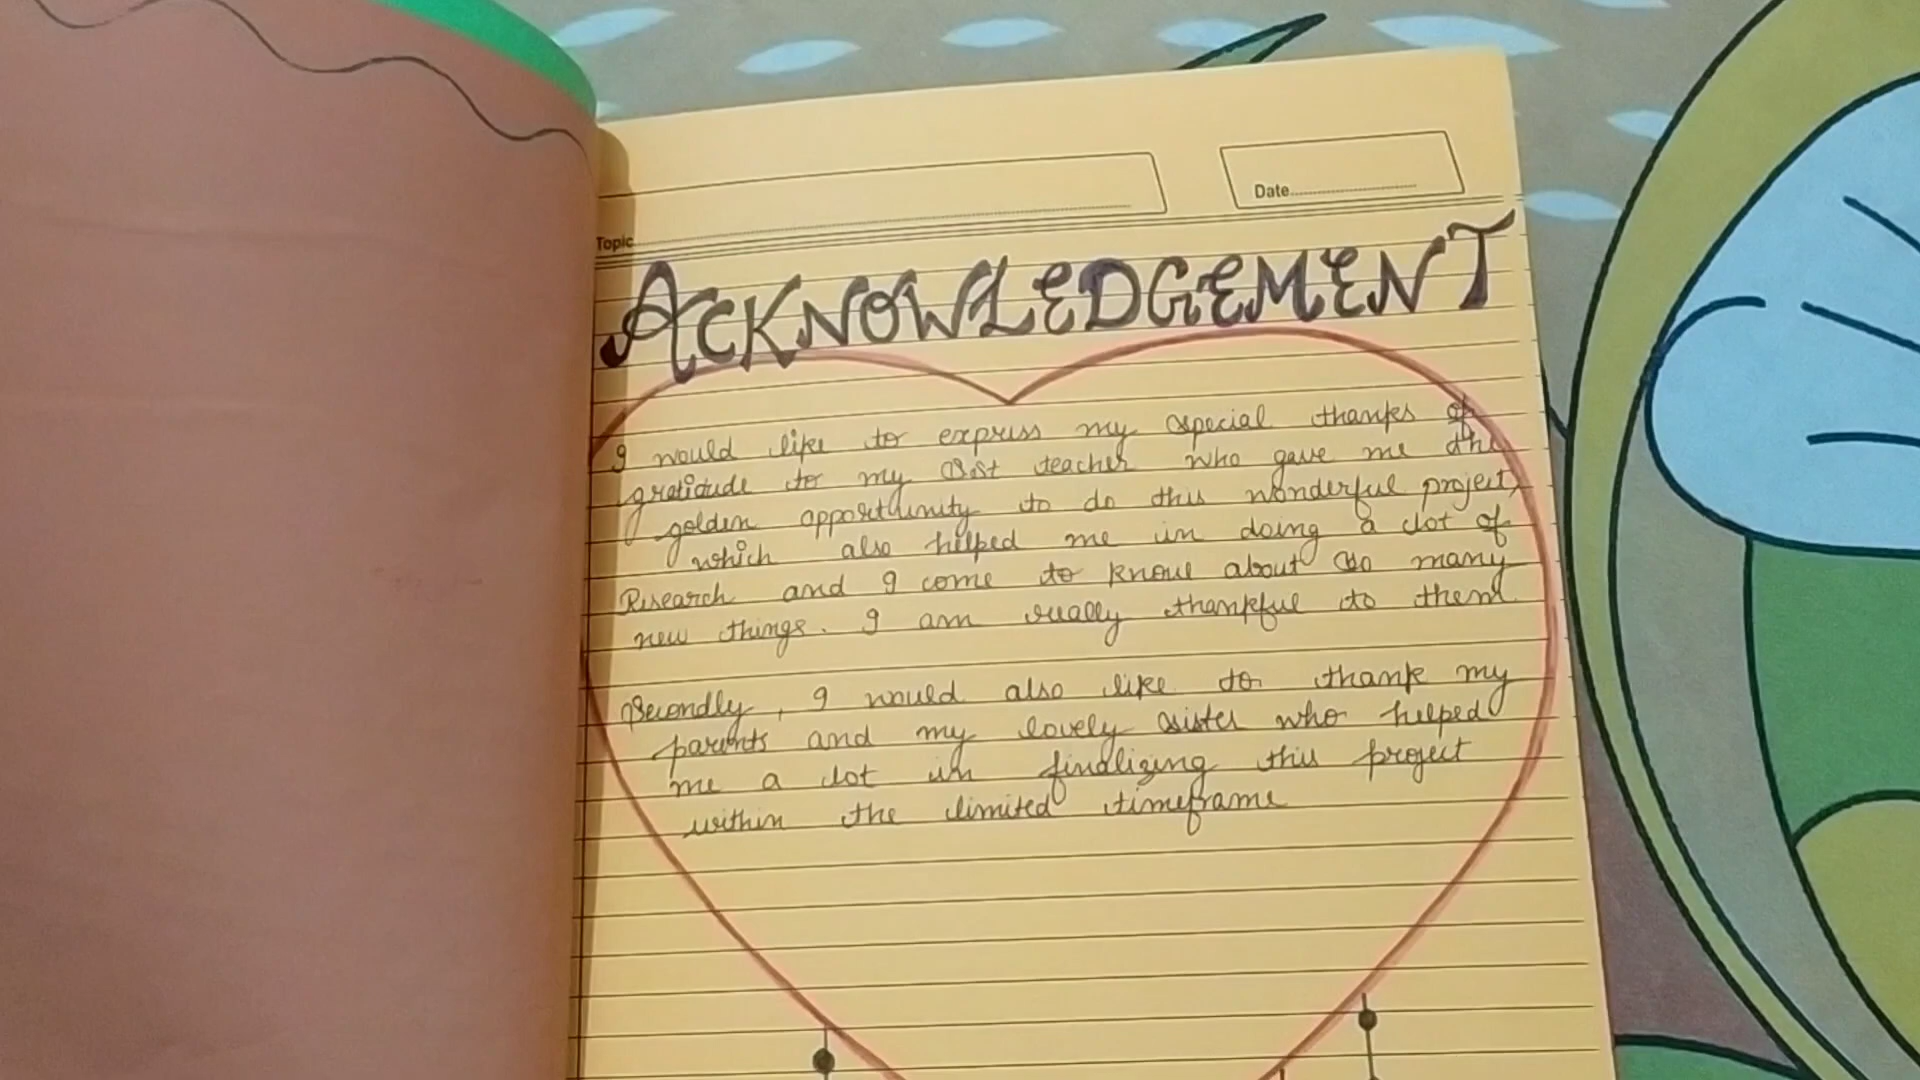 Topic
Date
ACKNOWLEDGEMENT
I would like to express my special thanks of
gratidude to my teacher who gave me the
golden opportunity to do this wonderful project,
which also helped me in doing a lot of
Research and I come to know about so many
new things. I am really thankful to them.
Secondly, I would also like to thank my
parents and my lovely sister who helped
me a lot in finalizing this project
within the limited timeframe